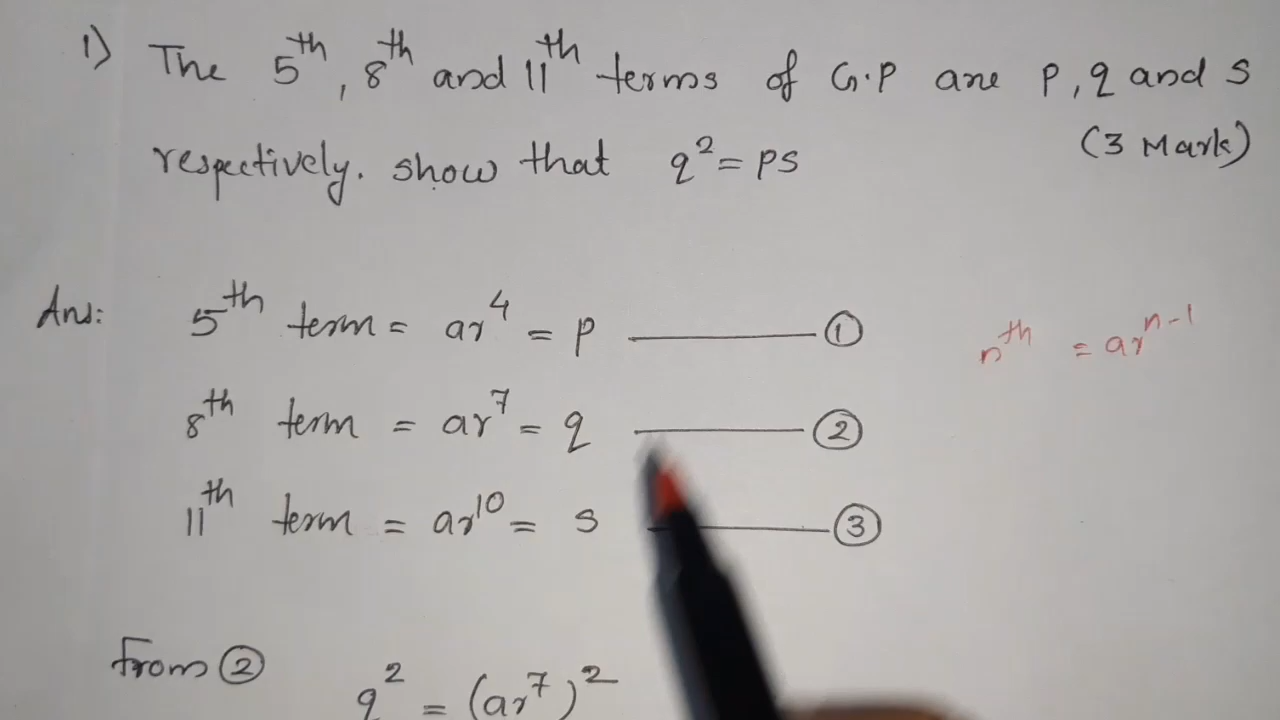 1) The 5th, 8th and 11th terms of G.P are p, q and s
respectively. show that q² = ps (3 Mark)
Ans: 5th term = ar⁴ = p ——— ①
nth = arⁿ⁻¹
8th term = ar⁷ = q ——— ②
11th term = ar¹⁰ = s ——— ③
from ② q² = (ar⁷)²